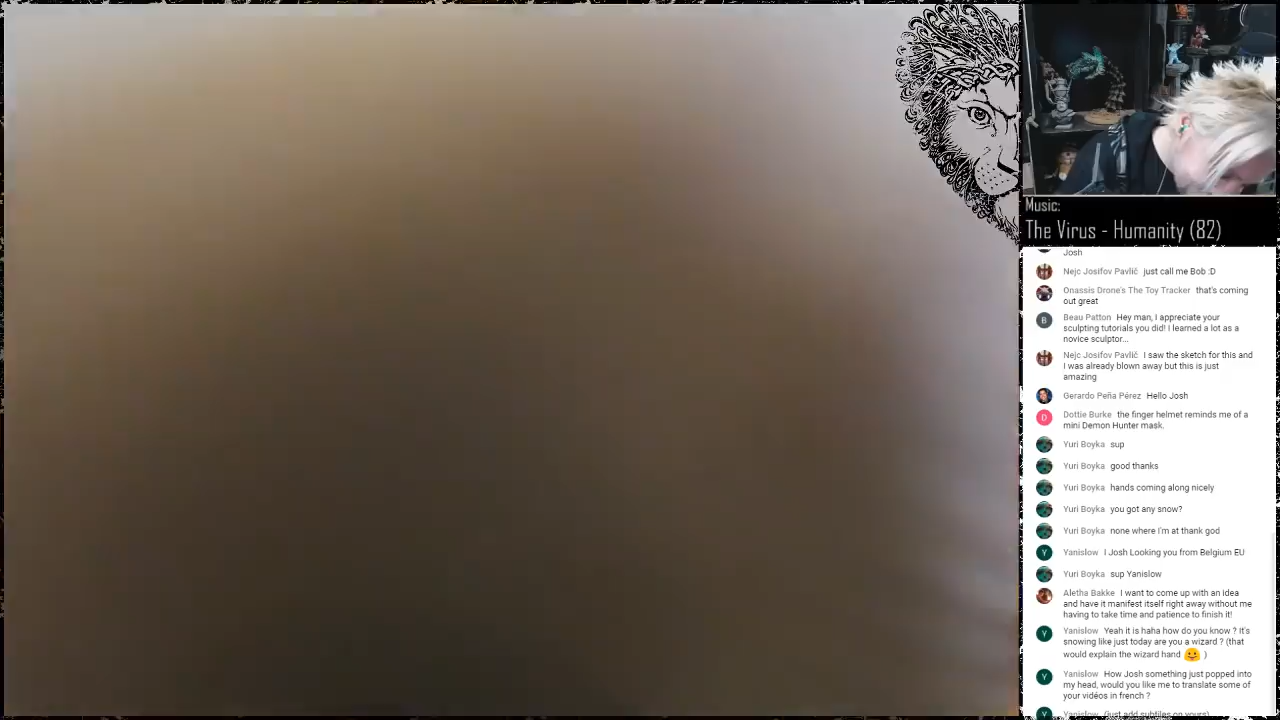 Music:
The Virus - Humanity (82)
Josh
Nejc Josifov Pavlič just call me Bob :D
Onassis Drone's The Toy Tracker that's coming
out great
B
Beau Patton Hey man, I appreciate your
sculpting tutorials you did! I learned a lot as a
novice sculptor...
Nejc Josifov Pavlič I saw the sketch for this and
I was already blown away but this is just
amazing
Gerardo Peña Pérez Hello Josh
D
Dottie Burke the finger helmet reminds me of a
mini Demon Hunter mask.
Yuri Boyka sup
Yuri Boyka good thanks
Yuri Boyka hands coming along nicely
Yuri Boyka you got any snow?
Yuri Boyka none where I'm at thank god
Y
Yanislow I Josh Looking you from Belgium EU
Yuri Boyka sup Yanislow
Aletha Bakke I want to come up with an idea
and have it manifest itself right away without me
having to take time and patience to finish it!
Y
Yanislow Yeah it is haha how do you know ? It's
snowing like just today are you a wizard ? (that
would explain the wizard hand 😛 )
Y
Yanislow How Josh something just popped into
my head, would you like me to translate some of
your vidéos in french ?
Yanislow (just add subtiles on yours)